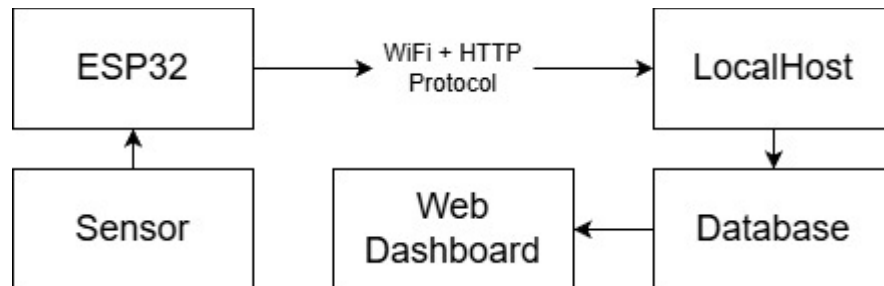 ESP32
WiFi + HTTP
Protocol
LocalHost
Sensor
Web
Dashboard
Database